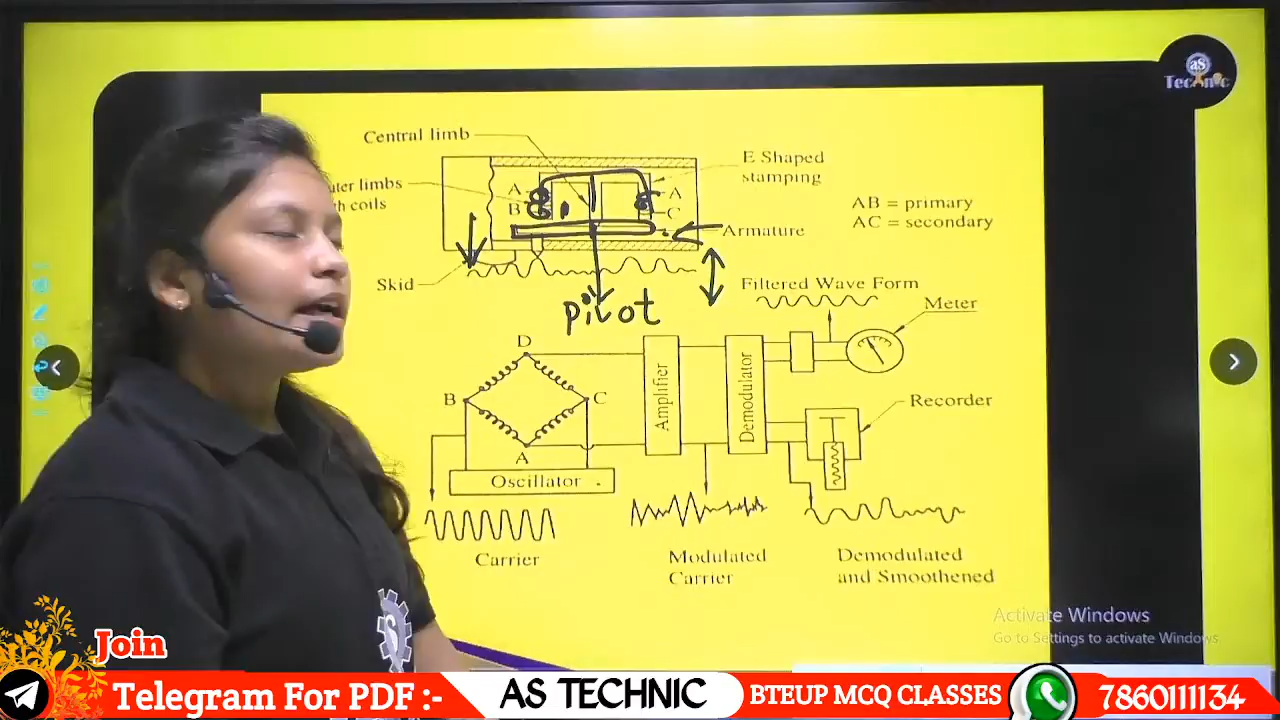 aS
Technic
Central limb
E Shaped
stamping
limbs
coils
A
A
B
C
AB = primary
AC = secondary
Armature
Skid
pivot
Filtered Wave Form
Meter
D
B
C
A
Amplifier
Demodulator
Recorder
Oscillator
Carrier
Modulated
Carrier
Demodulated
and Smoothened
Activate Windows
Go to Settings to activate Windows
Join
Telegram For PDF :-
AS TECHNIC
BTEUP MCQ CLASSES
7860111134